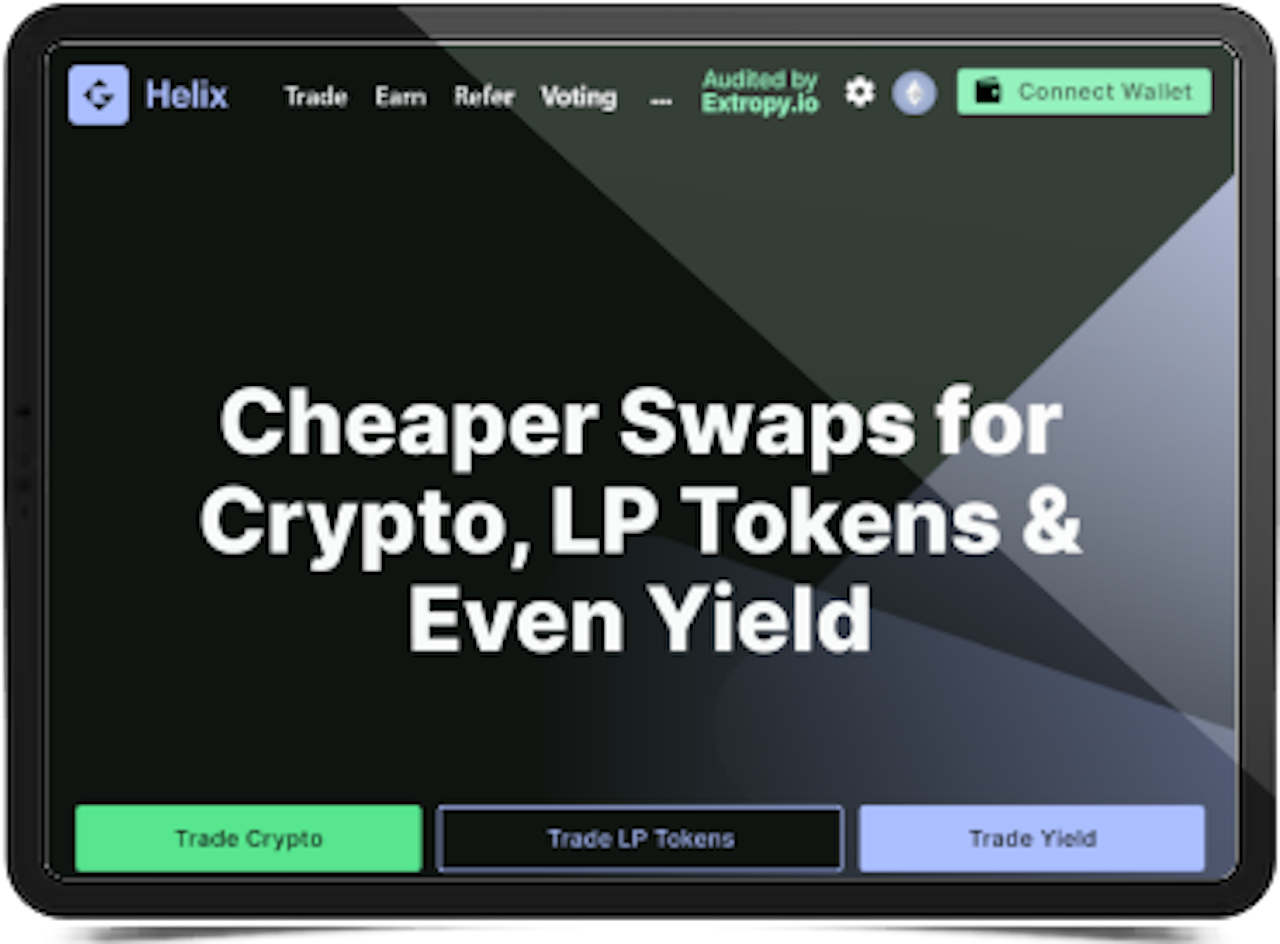 Helix
Trade Earn Refer Voting ...
Audited by
Extropy.io
Connect Wallet
Cheaper Swaps for
Crypto, LP Tokens &
Even Yield
Trade Crypto
Trade LP Tokens
Trade Yield